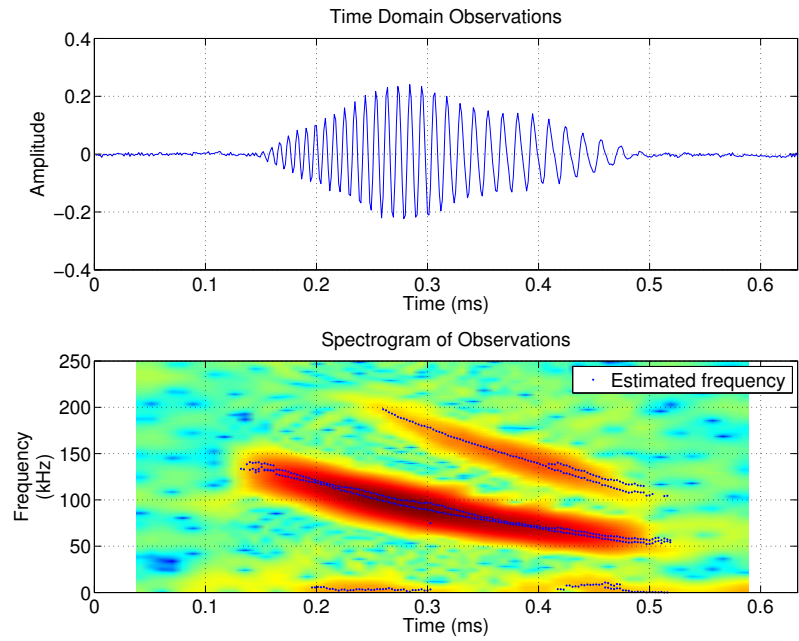 Time Domain Observations
Amplitude
0.4
0.2
0
−0.2
−0.4
0 0.1 0.2 0.3 0.4 0.5 0.6
Time (ms)
Spectrogram of Observations
Frequency
(kHz)
250
200
150
100
50
0
Estimated frequency
0 0.1 0.2 0.3 0.4 0.5 0.6
Time (ms)